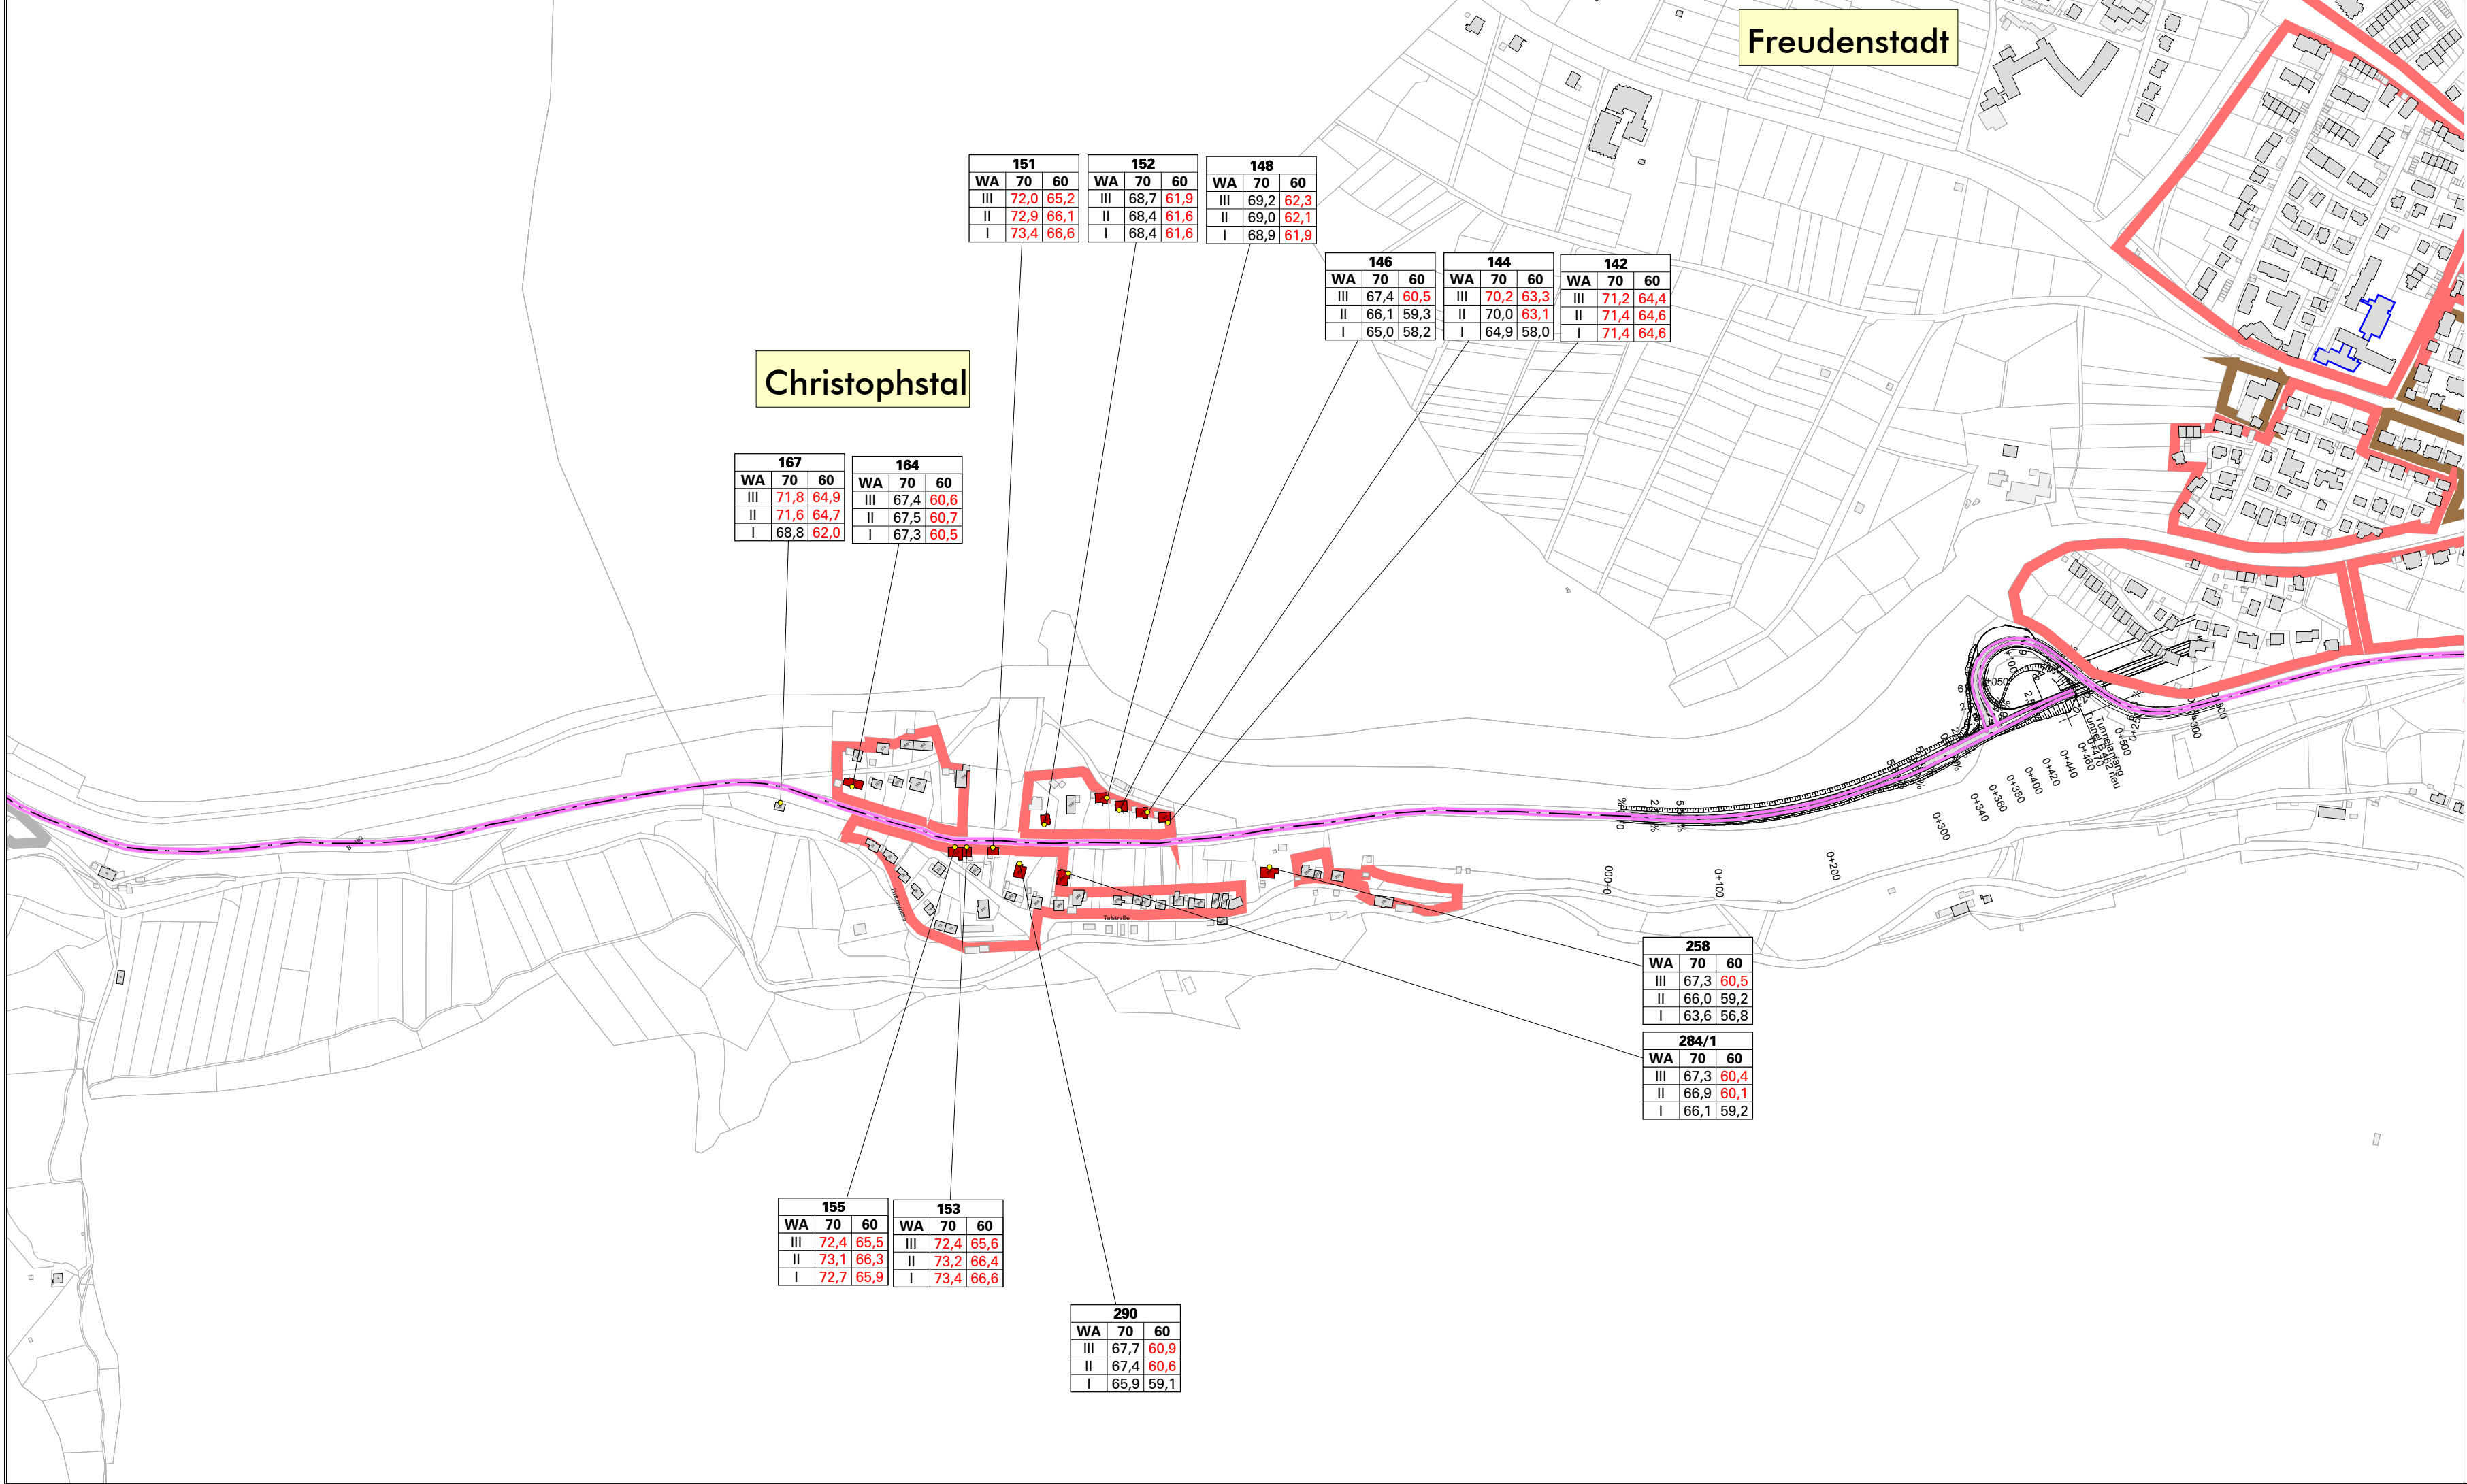 Freudenstadt
151
WA 70 60
III 72,0 65,2
II 72,9 66,1
I 73,4 66,6
152
WA 70 60
III 68,7 61,9
II 68,4 61,6
I 68,4 61,6
148
WA 70 60
III 69,2 62,3
II 69,0 62,1
I 68,9 61,9
146
WA 70 60
III 67,4 60,5
II 66,1 59,3
I 65,0 58,2
144
WA 70 60
III 70,2 63,3
II 70,0 63,1
I 64,9 58,0
142
WA 70 60
III 71,2 64,4
II 71,4 64,6
I 71,4 64,6
Christophstal
167
WA 70 60
III 71,8 64,9
II 71,6 64,7
I 68,8 62,0
164
WA 70 60
III 67,4 60,6
II 67,5 60,7
I 67,3 60,5
Tunnelanfang
Tunnel B 462 neu
0+500
0+470
0+460
0+440
0+420
0+400
0+380
0+360
0+340
0+300
0+200
0+100
0+000
0+300
Talstraße
258
WA 70 60
III 67,3 60,5
II 66,0 59,2
I 63,6 56,8
284/1
WA 70 60
III 67,3 60,4
II 66,9 60,1
I 66,1 59,2
155
WA 70 60
III 72,4 65,5
II 73,1 66,3
I 72,7 65,9
153
WA 70 60
III 72,4 65,6
II 73,2 66,4
I 73,4 66,6
290
WA 70 60
III 67,7 60,9
II 67,4 60,6
I 65,9 59,1